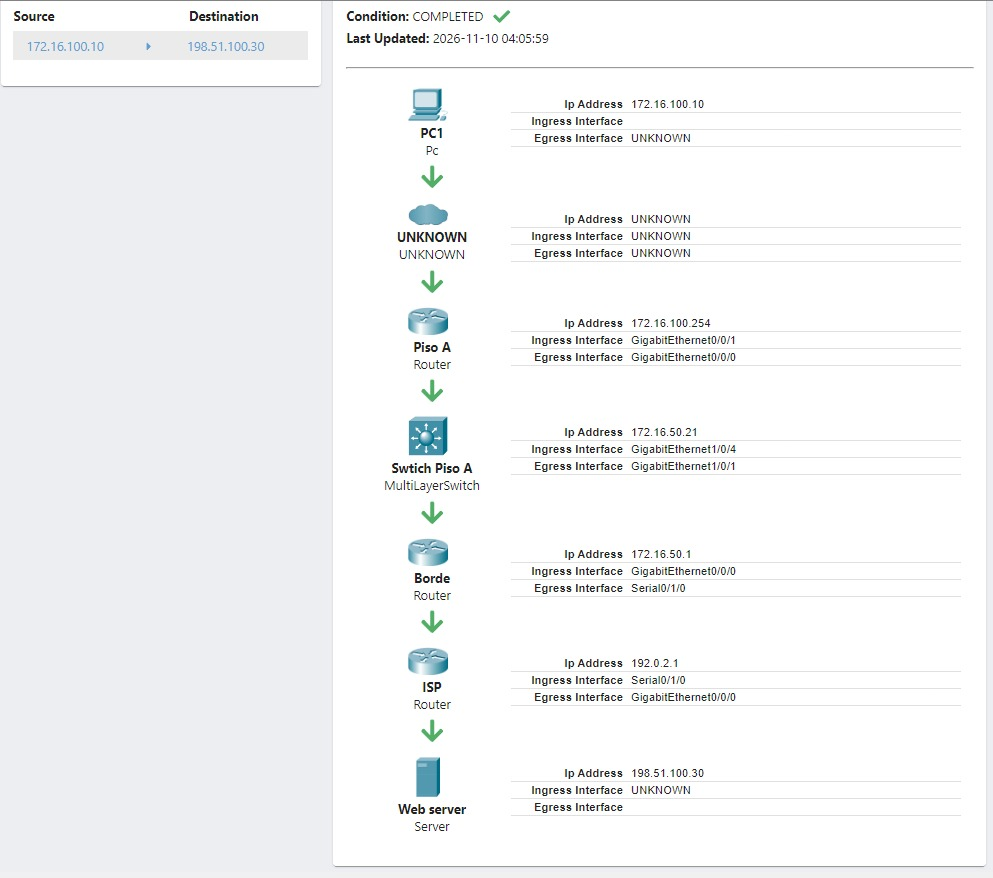 Source Destination
172.16.100.10 198.51.100.30
Condition: COMPLETED
Last Updated: 2026-11-10 04:05:59
PC1
Pc
Ip Address 172.16.100.10
Ingress Interface
Egress Interface UNKNOWN
UNKNOWN
UNKNOWN
Ip Address UNKNOWN
Ingress Interface UNKNOWN
Egress Interface UNKNOWN
Piso A
Router
Ip Address 172.16.100.254
Ingress Interface GigabitEthernet0/0/1
Egress Interface GigabitEthernet0/0/0
Swtich Piso A
MultiLayerSwitch
Ip Address 172.16.50.21
Ingress Interface GigabitEthernet1/0/4
Egress Interface GigabitEthernet1/0/1
Borde
Router
Ip Address 172.16.50.1
Ingress Interface GigabitEthernet0/0/0
Egress Interface Serial0/1/0
ISP
Router
Ip Address 192.0.2.1
Ingress Interface Serial0/1/0
Egress Interface GigabitEthernet0/0/0
Web server
Server
Ip Address 198.51.100.30
Ingress Interface UNKNOWN
Egress Interface